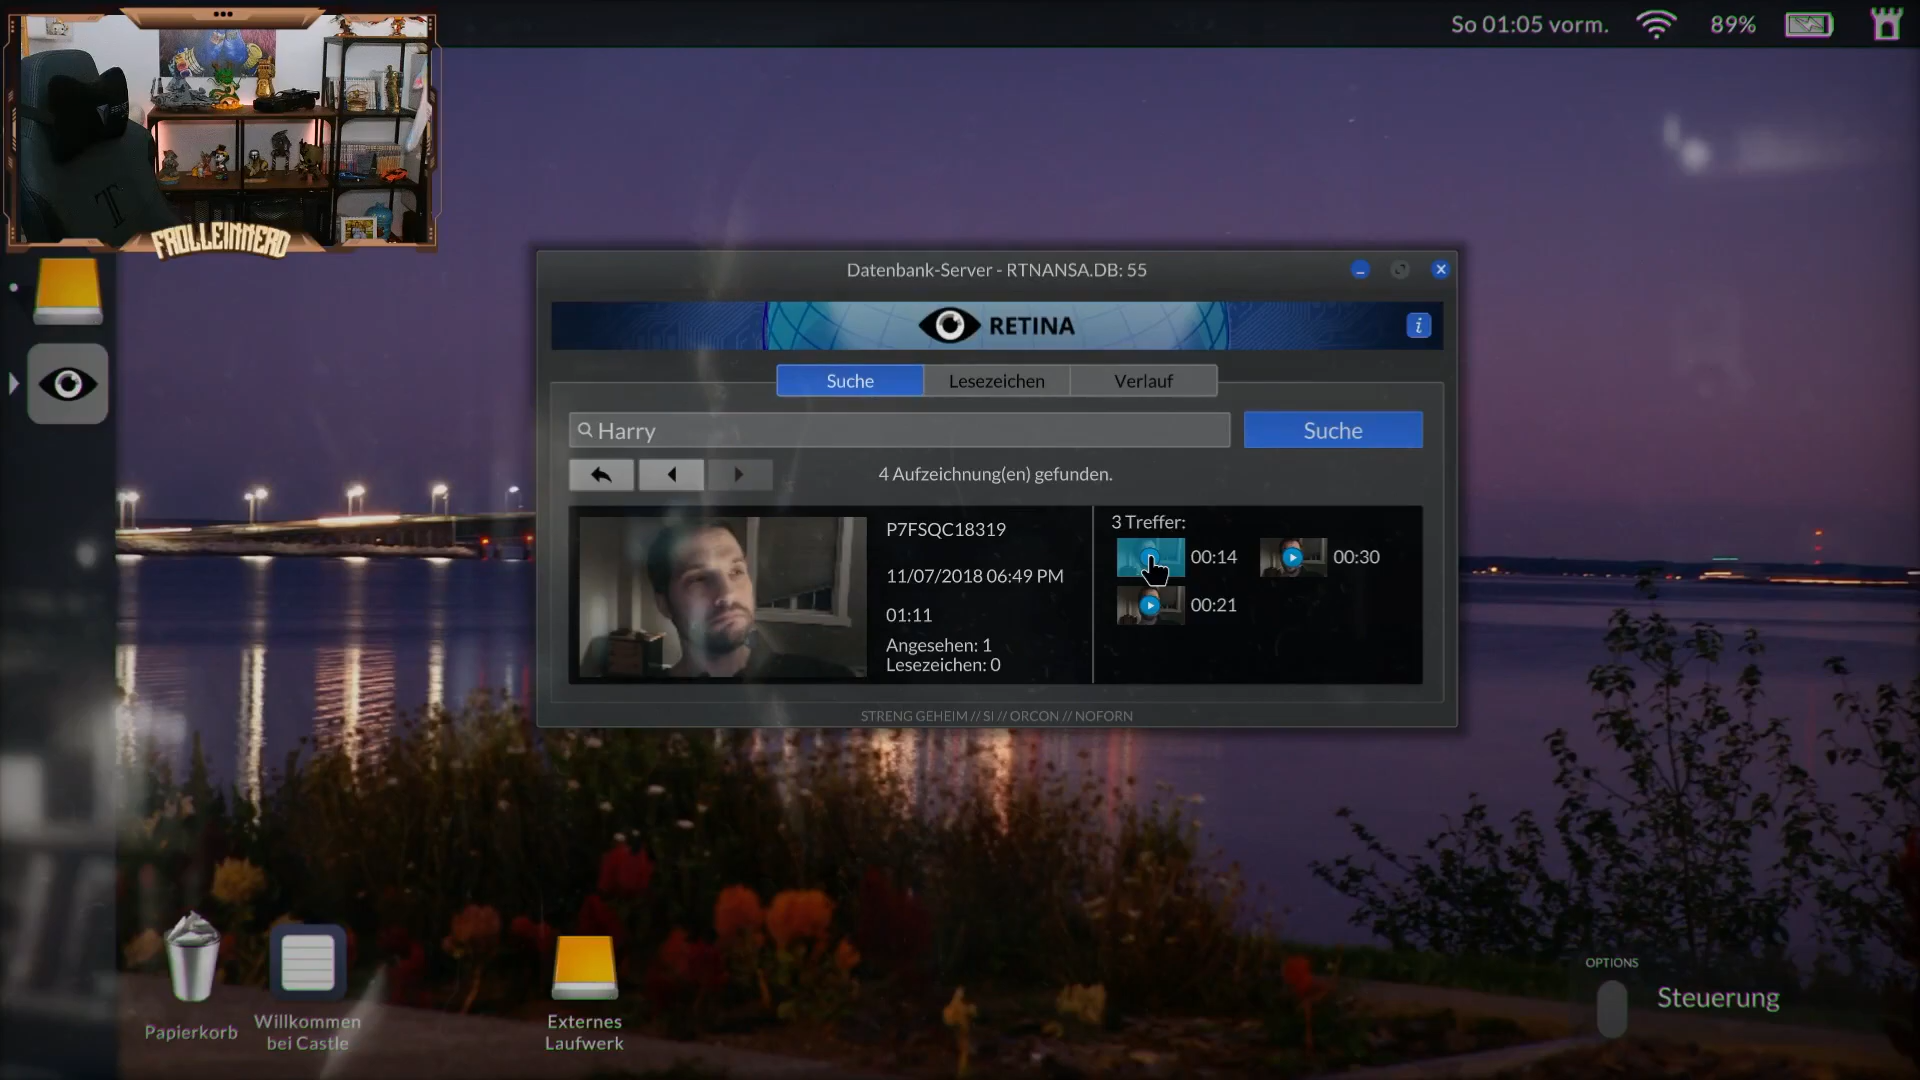 So 01:05 vorm.
89%
FROLLEINNERD
Datenbank-Server - RTNANSA.DB: 55
RETINA
i
Suche
Lesezeichen
Verlauf
Harry
Suche
4 Aufzeichnung(en) gefunden.
P7FSQC18319
11/07/2018 06:49 PM
01:11
Angesehen: 1
Lesezeichen: 0
3 Treffer:
00:14
00:30
00:21
STRENG GEHEIM // SI // ORCON // NOFORN
Papierkorb
Willkommen
bei Castle
Externes
Laufwerk
OPTIONS
Steuerung